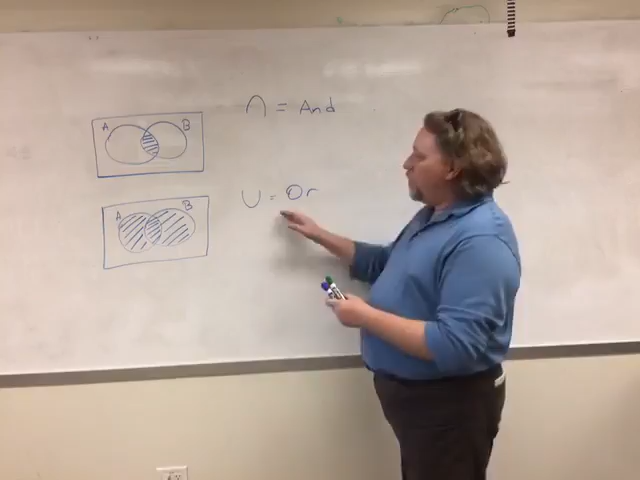 A B
∩ = And
A B
U = Or